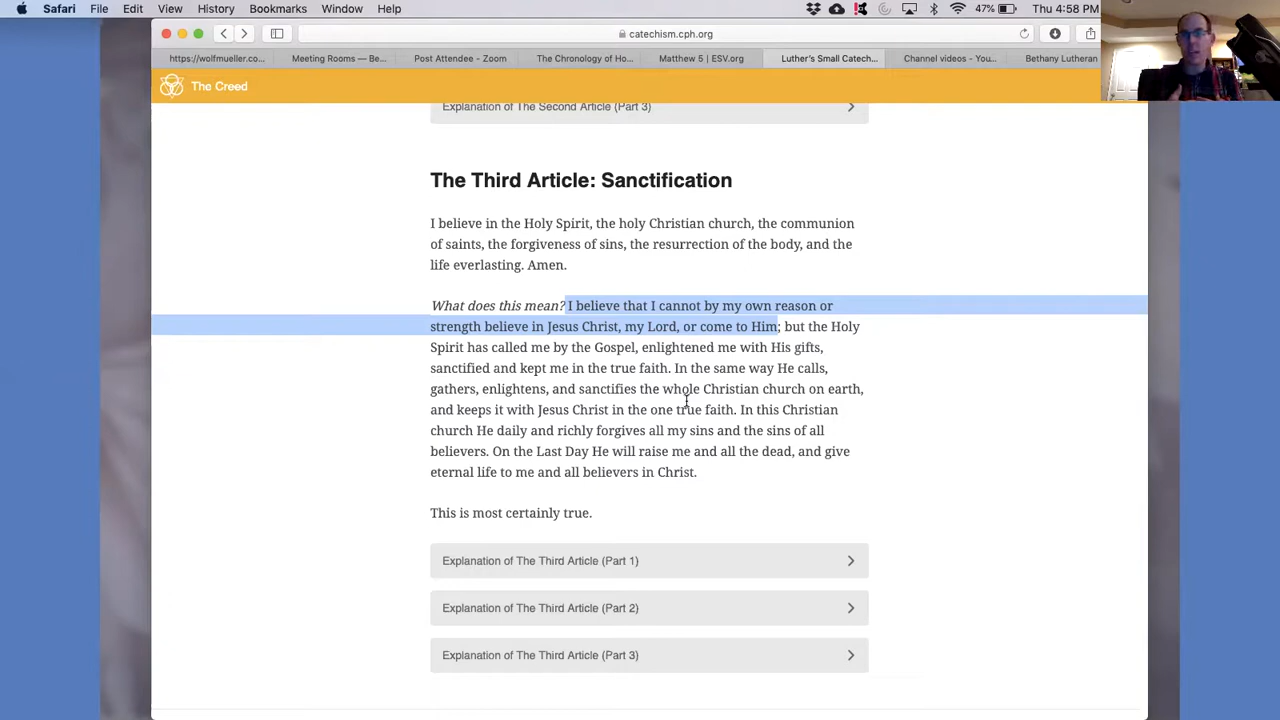 Safari File Edit View History Bookmarks Window Help 47% Thu 4:58 PM
catechism.cph.org
https://wolfmueller.co... Meeting Rooms — Be... Post Attendee - Zoom The Chronology of Ho... Matthew 5 | ESV.org Luther's Small Catech... Channel videos - You... Bethany Lutheran
The Creed
Explanation of The Second Article (Part 3)
The Third Article: Sanctification
I believe in the Holy Spirit, the holy Christian church, the communion
of saints, the forgiveness of sins, the resurrection of the body, and the
life everlasting. Amen.
What does this mean? I believe that I cannot by my own reason or
strength believe in Jesus Christ, my Lord, or come to Him; but the Holy
Spirit has called me by the Gospel, enlightened me with His gifts,
sanctified and kept me in the true faith. In the same way He calls,
gathers, enlightens, and sanctifies the whole Christian church on earth,
and keeps it with Jesus Christ in the one true faith. In this Christian
church He daily and richly forgives all my sins and the sins of all
believers. On the Last Day He will raise me and all the dead, and give
eternal life to me and all believers in Christ.
This is most certainly true.
Explanation of The Third Article (Part 1)
Explanation of The Third Article (Part 2)
Explanation of The Third Article (Part 3)